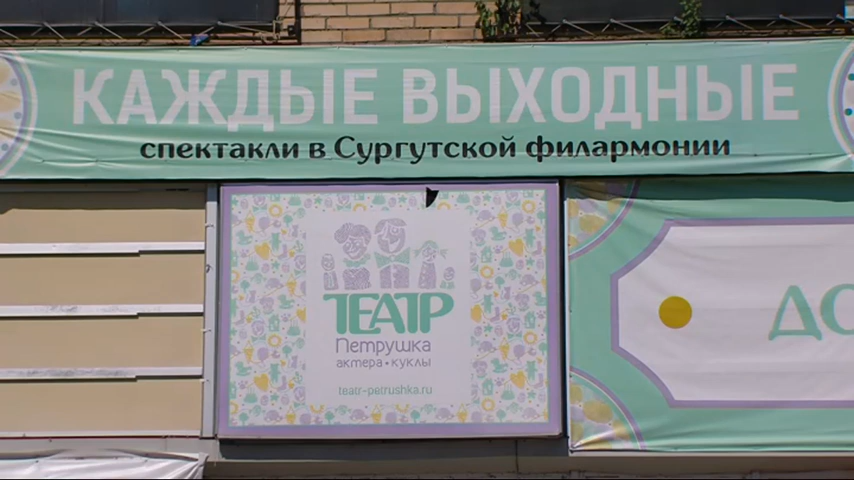 КАЖДЫЕ ВЫХОДНЫЕ
спектакли в Сургутской филармонии
ТЕАТР
Петрушка
актера • куклы
teatr-petrushka.ru